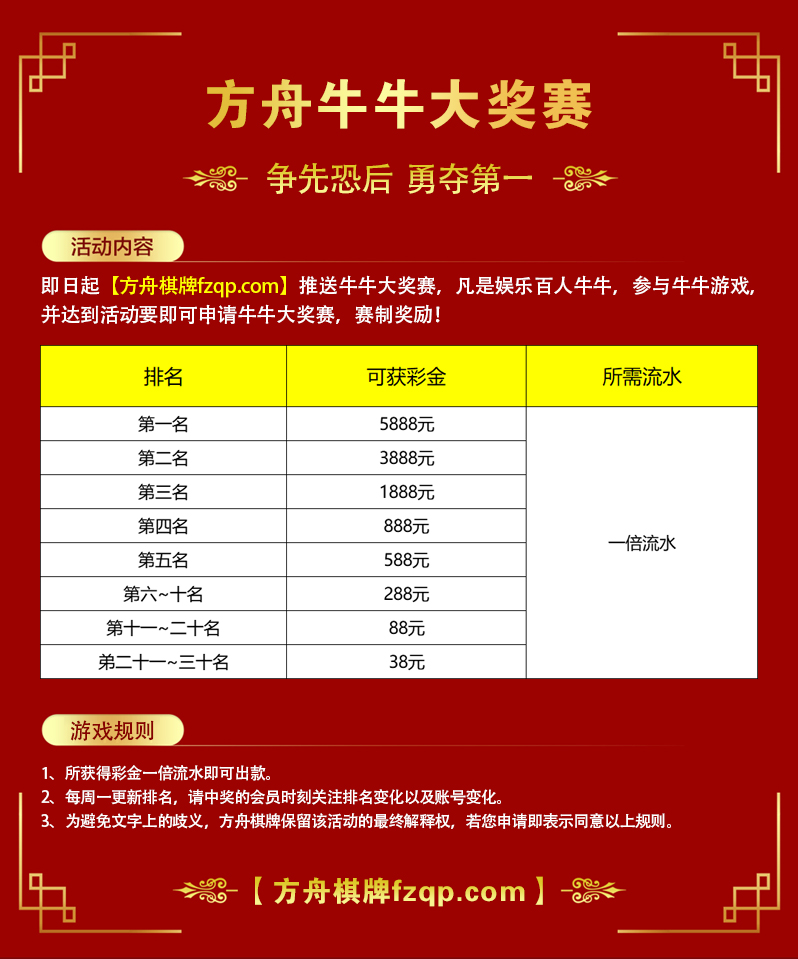 方舟牛牛大奖赛
争先恐后 勇夺第一
活动内容
即日起【方舟棋牌fzqp.com】推送牛牛大奖赛，凡是娱乐百人牛牛，参与牛牛游戏，
并达到活动要即可申请牛牛大奖赛，赛制奖励！
排名 可获彩金 所需流水
第一名 5888元
第二名 3888元
第三名 1888元
第四名 888元
第五名 588元
一倍流水
第六~十名 288元
第十一~二十名 88元
弟二十一~三十名 38元
游戏规则
1、所获得彩金一倍流水即可出款。
2、每周一更新排名，请中奖的会员时刻关注排名变化以及账号变化。
3、为避免文字上的歧义，方舟棋牌保留该活动的最终解释权，若您申请即表示同意以上规则。
【方舟棋牌fzqp.com】